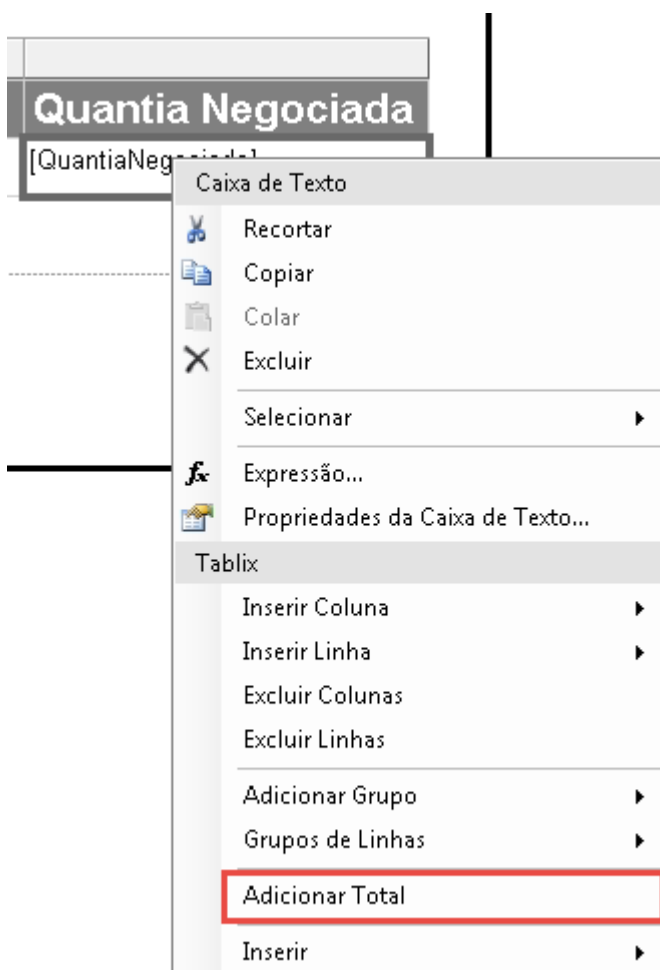 Quantia Negociada
[QuantiaNegociada]
Caixa de Texto
Recortar
Copiar
Colar
Excluir
Selecionar
Expressão...
Propriedades da Caixa de Texto...
Tablix
Inserir Coluna
Inserir Linha
Excluir Colunas
Excluir Linhas
Adicionar Grupo
Grupos de Linhas
Adicionar Total
Inserir